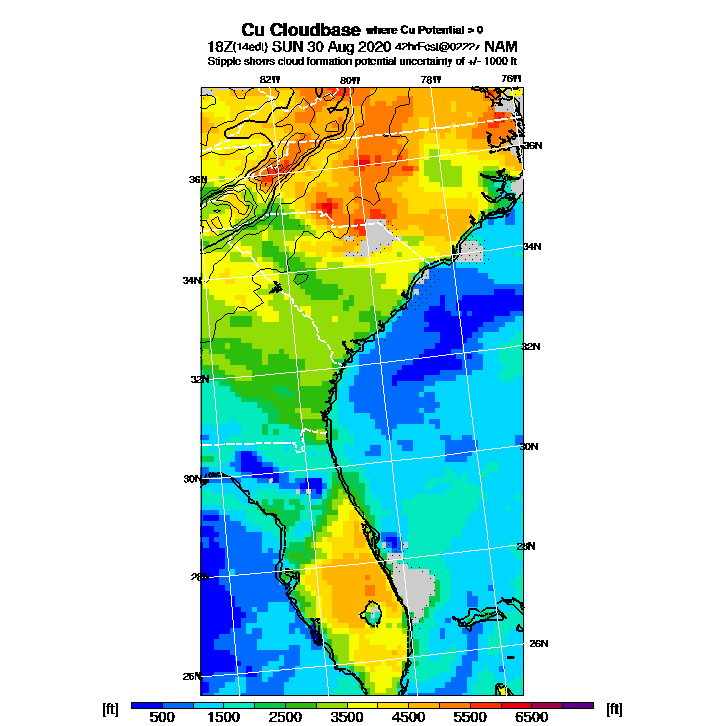 Cu Cloudbase where Cu Potential > 0
18Z(14edt) SUN 30 Aug 2020 42hrFcst@0222z NAM
Stipple shows cloud formation potential uncertainty of +/- 1000 ft
82W 80W 78W 76W
36N
36N
34N
34N
32N
32N
30N
30N
28N
28N
26N
26N
[ft] 500 1500 2500 3500 4500 5500 6500 [ft]